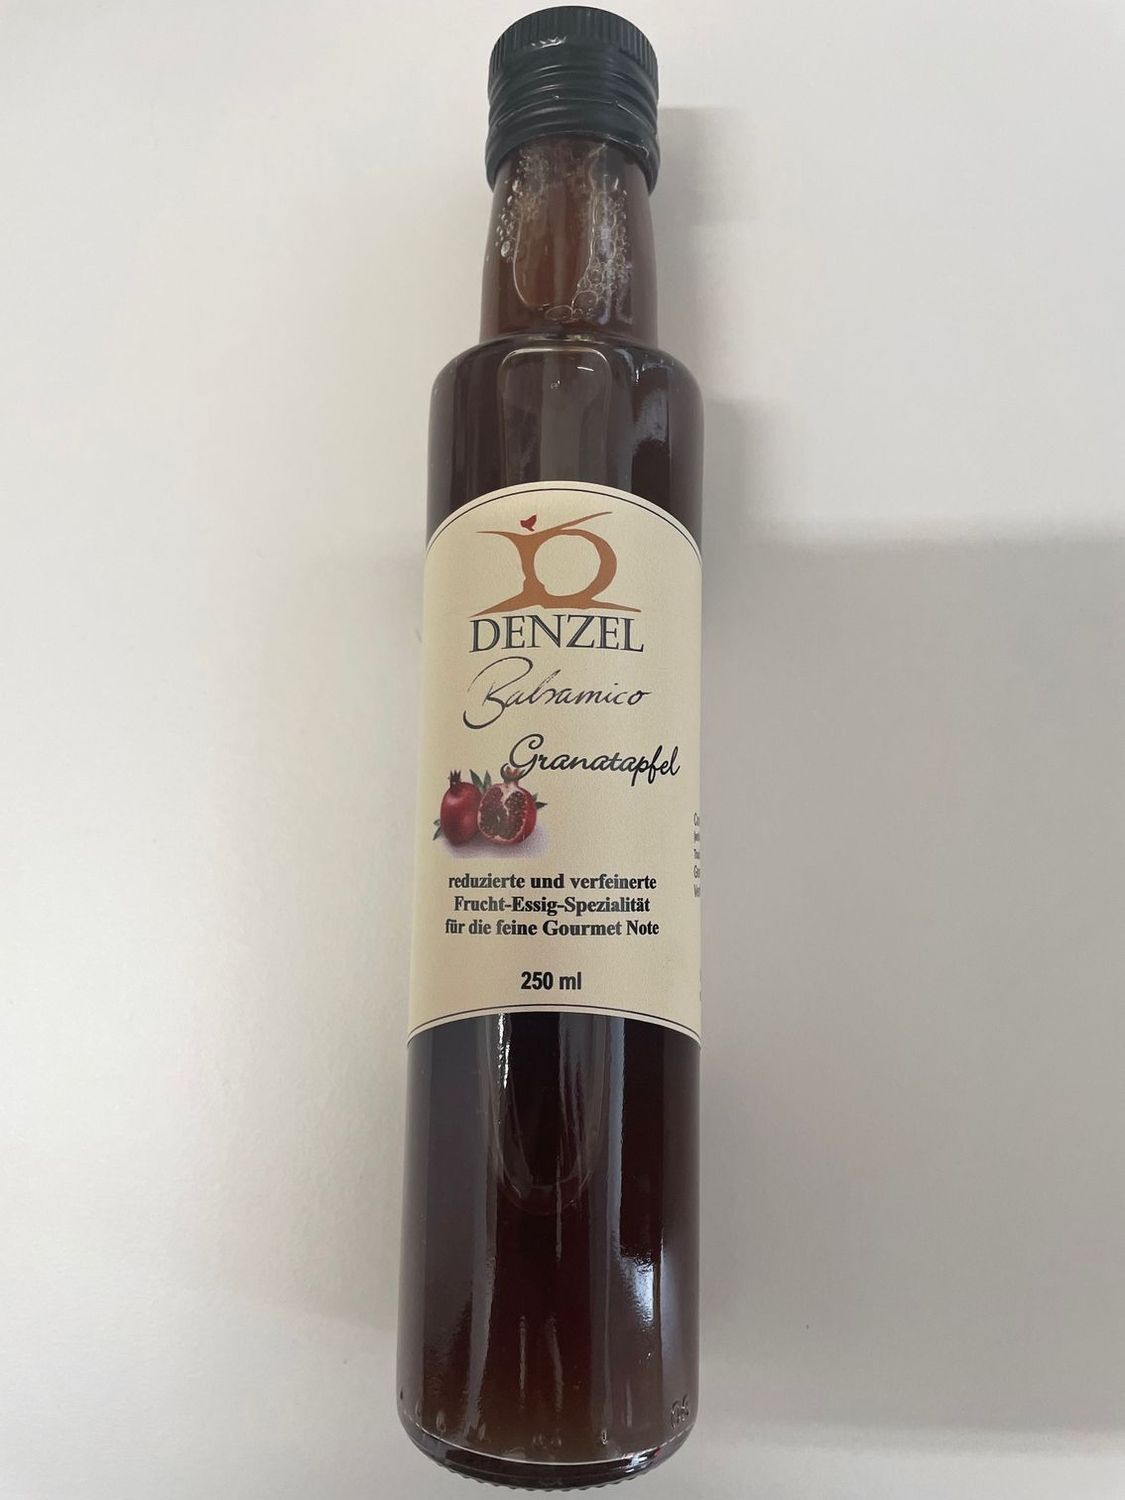 DENZEL
Balsamico
Granatapfel
reduzierte und verfeinerte
Frucht-Essig-Spezialität
für die feine Gourmet Note
250 ml